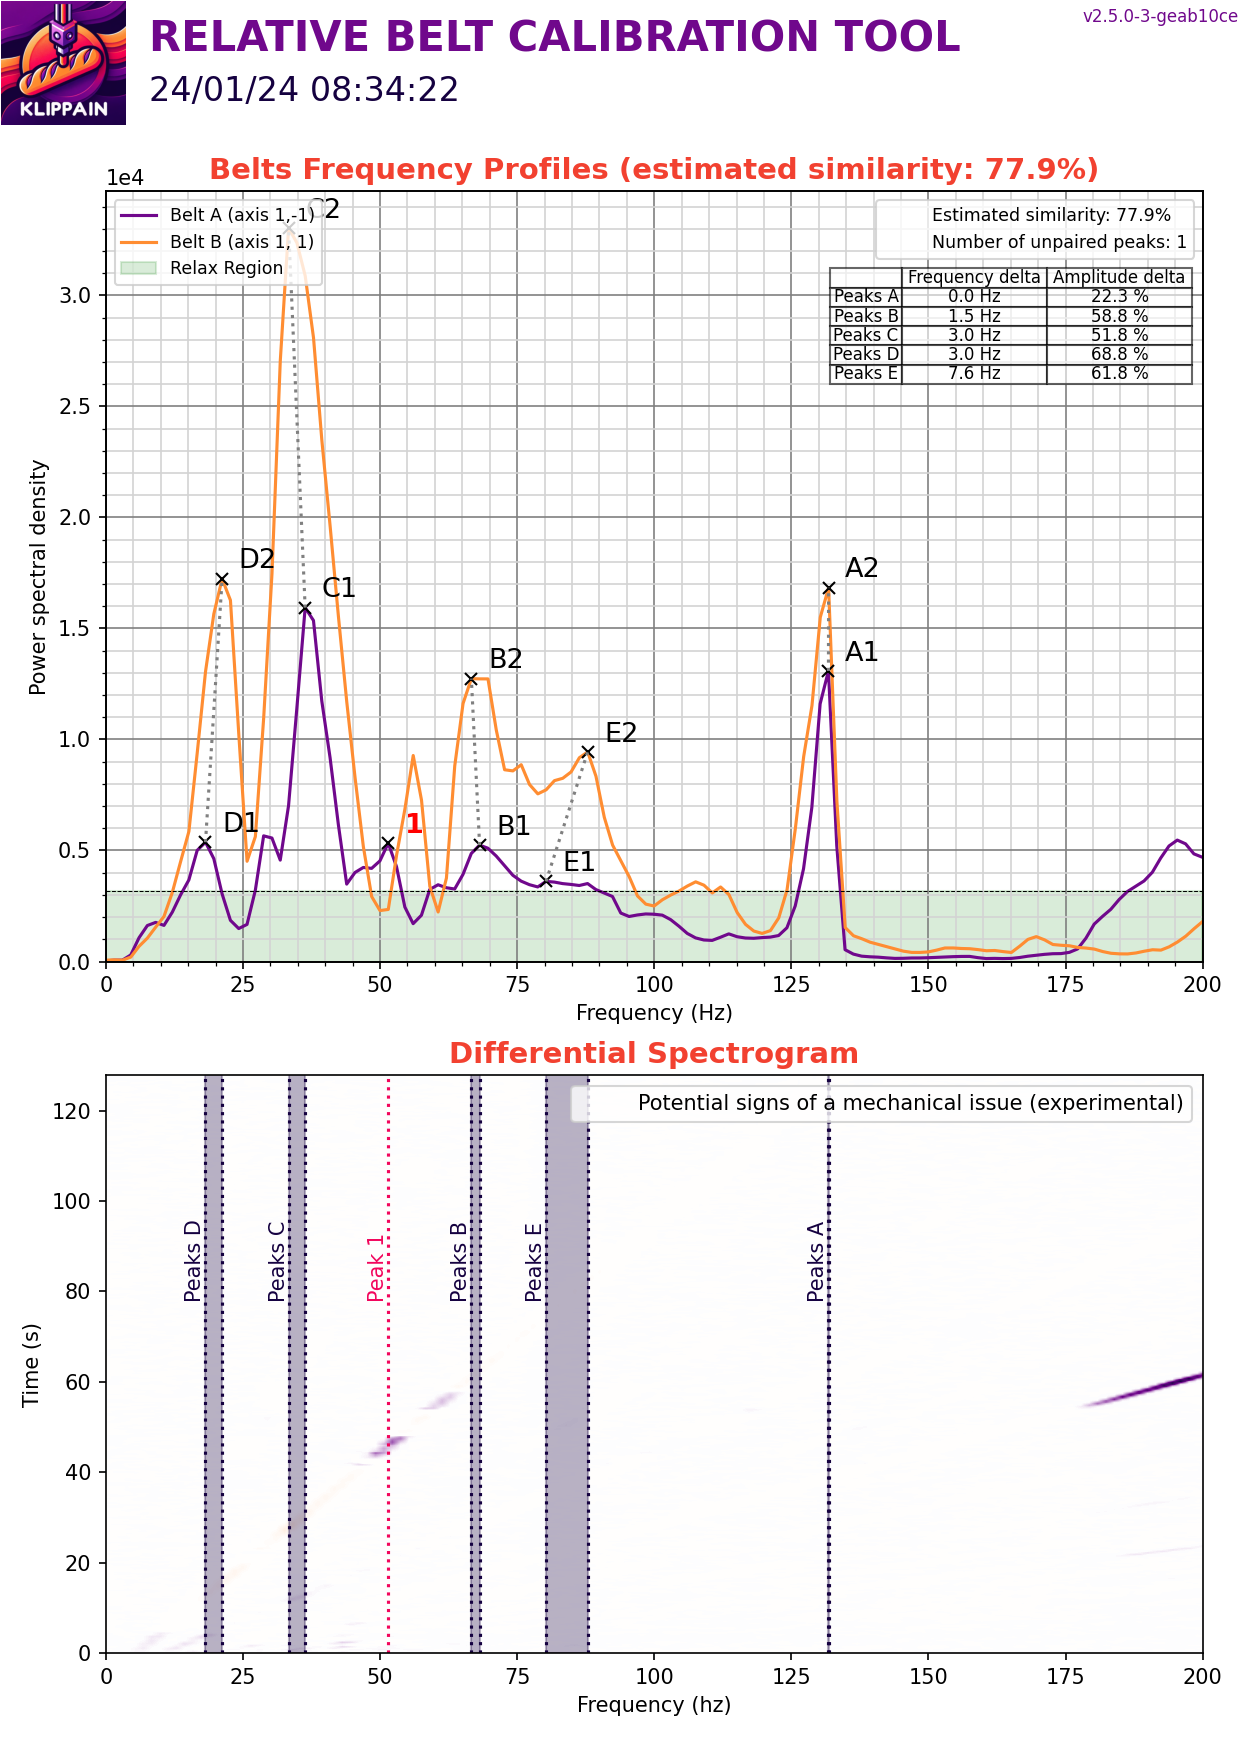 v2.5.0-3-geab10ce
KLIPPAIN
RELATIVE BELT CALIBRATION TOOL
24/01/24 08:34:22
Belts Frequency Profiles (estimated similarity: 77.9%)
1e4
Belt A (axis 1,-1)
Belt B (axis 1, 1)
Relax Region
Estimated similarity: 77.9%
Number of unpaired peaks: 1
Frequency delta Amplitude delta
Peaks A 0.0 Hz 22.3 %
Peaks B 1.5 Hz 58.8 %
Peaks C 3.0 Hz 51.8 %
Peaks D 3.0 Hz 68.8 %
Peaks E 7.6 Hz 61.8 %
C2
D2
C1
A2
A1
B2
E2
D1
1
B1
E1
Power spectral density
3.0
2.5
2.0
1.5
1.0
0.5
0.0
0 25 50 75 100 125 150 175 200
Frequency (Hz)
Differential Spectrogram
Potential signs of a mechanical issue (experimental)
Peaks D
Peaks C
Peak 1
Peaks B
Peaks E
Peaks A
Time (s)
120
100
80
60
40
20
0
0 25 50 75 100 125 150 175 200
Frequency (hz)